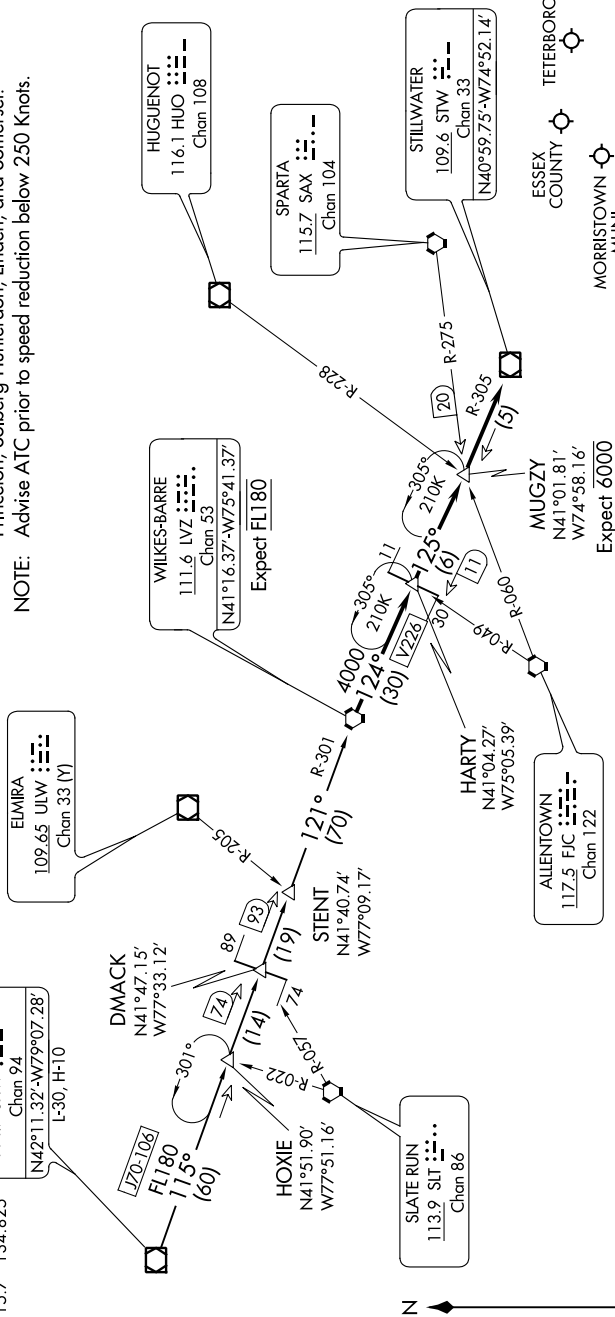 Princeton, Solberg-Hunterdon, Linden, and Somerset.
NOTE: Advise ATC prior to speed reduction below 250 Knots.
134.625
Chan 94
N42°11.32'-W79°07.28'
L-30, H-10
ELMIRA
109.65 ULW
Chan 33 (Y)
HUGUENOT
116.1 HUO
Chan 108
SPARTA
115.7 SAX
Chan 104
STILLWATER
109.6 STW
Chan 33
N40°59.75'-W74°52.14'
WILKES-BARRE
111.6 LVZ
Chan 53
N41°16.37'-W75°41.37'
Expect FL180
TETERBORO
ESSEX
COUNTY
MORRISTOWN
MUNI
J70-106
FL180
115°
(60)
301°
HOXIE
N41°51.90'
W77°51.16'
R-022
R-057
74
SLATE RUN
113.9 SLT
Chan 86
74
(14)
DMACK
N41°47.15'
W77°33.12'
89
93
(19)
R-205
STENT
N41°40.74'
W77°09.17'
121°
(70)
R-301
4000
124°
(30)
V226
305°
210K
11
30
HARTY
N41°04.27'
W75°05.39'
R-049
R-060
ALLENTOWN
117.5 FJC
Chan 122
125°
(6)
11
305°
210K
R-228
R-275
20
R-305
(5)
MUGZY
N41°01.81'
W74°58.16'
Expect 6000
N